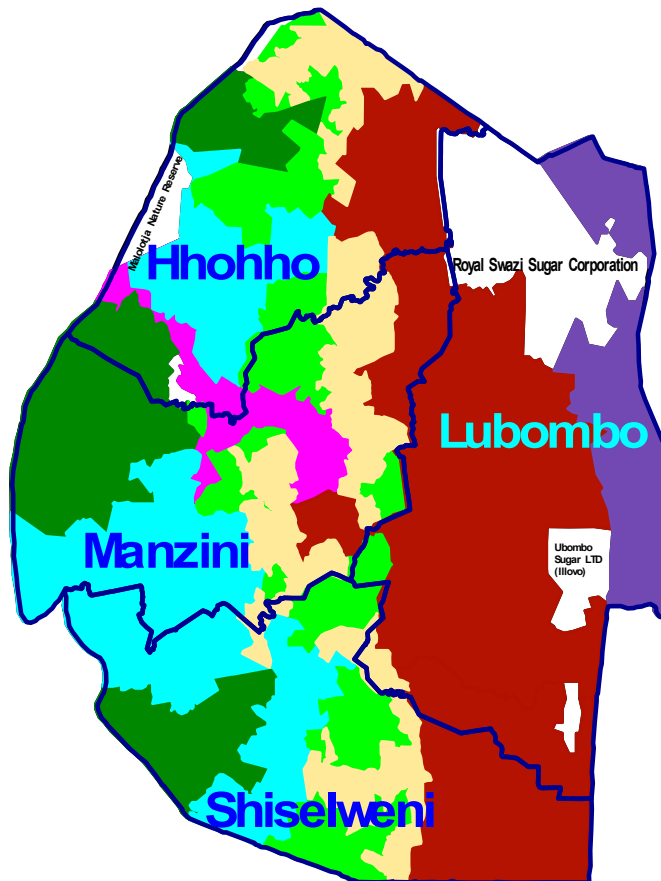 Malolotja Nature Reserve
Hhohho
Royal Swazi Sugar Corporation
Lubombo
Manzini
Ubombo
Sugar LTD
(Illovo)
Shiselweni